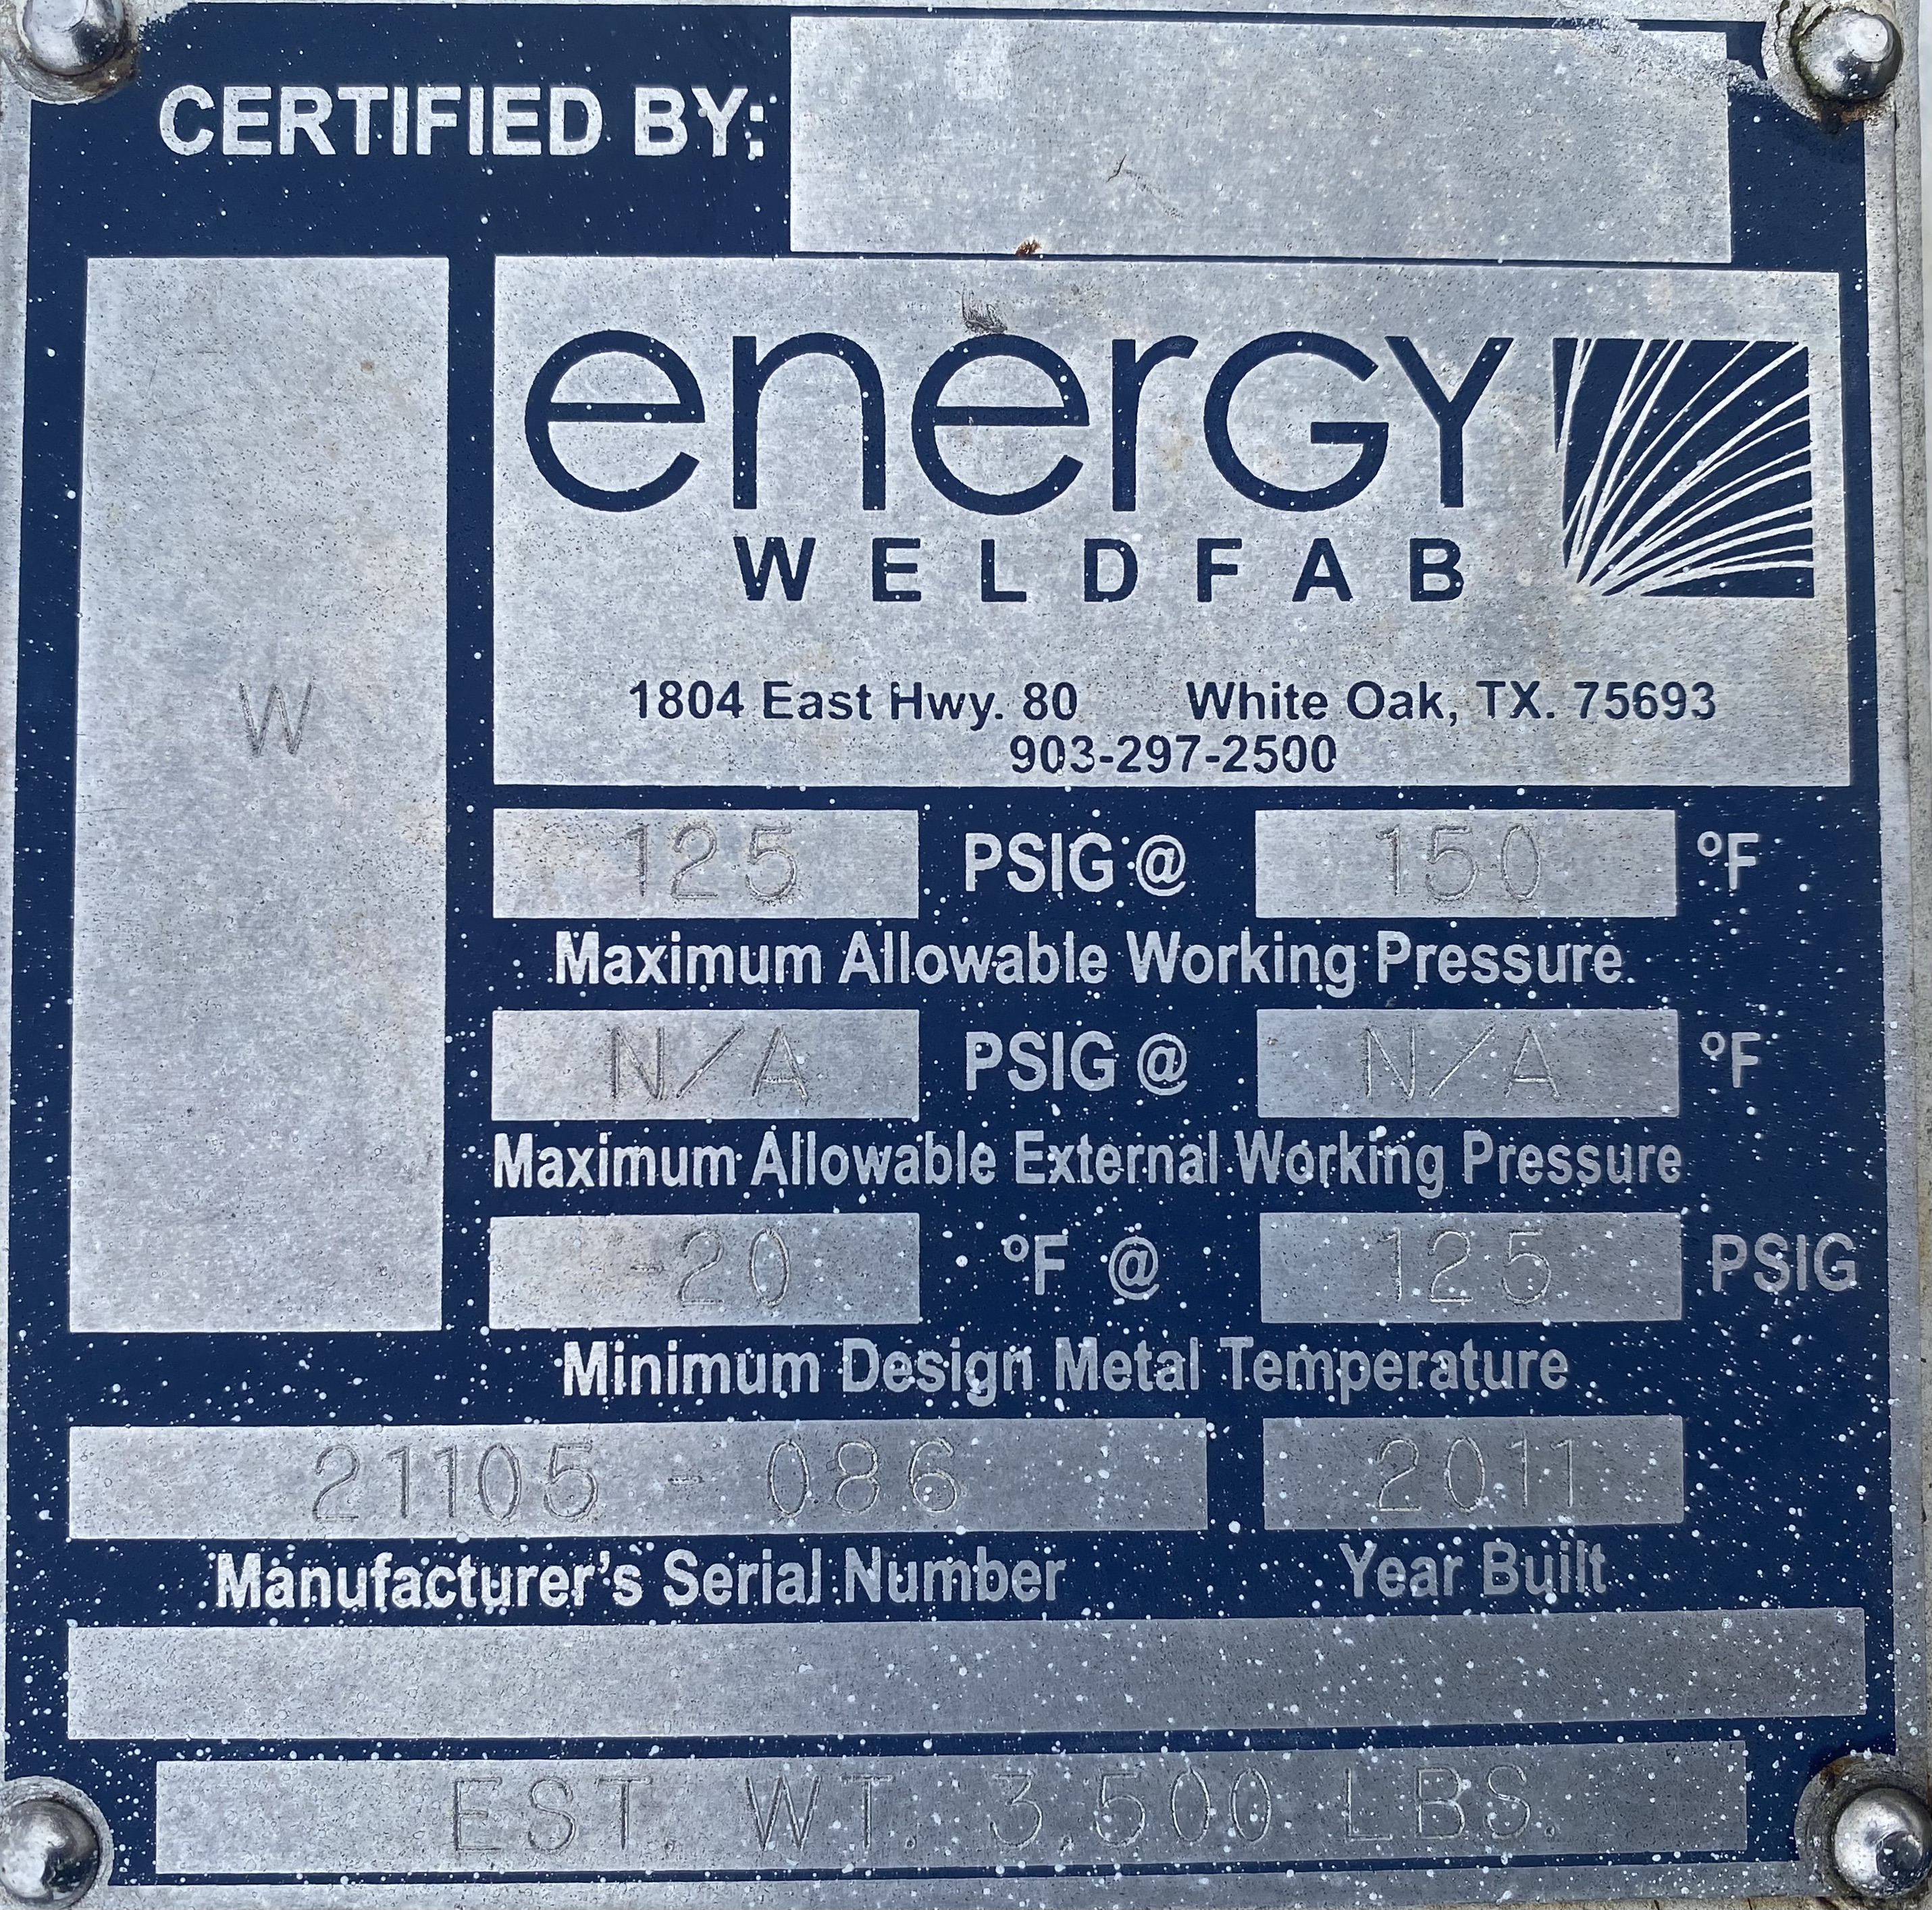 CERTIFIED BY:
enerGY
WELDFAB
1804 East Hwy. 80 White Oak, TX. 75693
903-297-2500
W
125 PSIG @ 150 °F
Maximum Allowable Working Pressure
N/A PSIG @ N/A °F
Maximum Allowable External Working Pressure
-20 °F @ 125 PSIG
Minimum Design Metal Temperature
21105 - 086 2011
Manufacturer's Serial Number Year Built
EST. WT. 3,500 LBS.